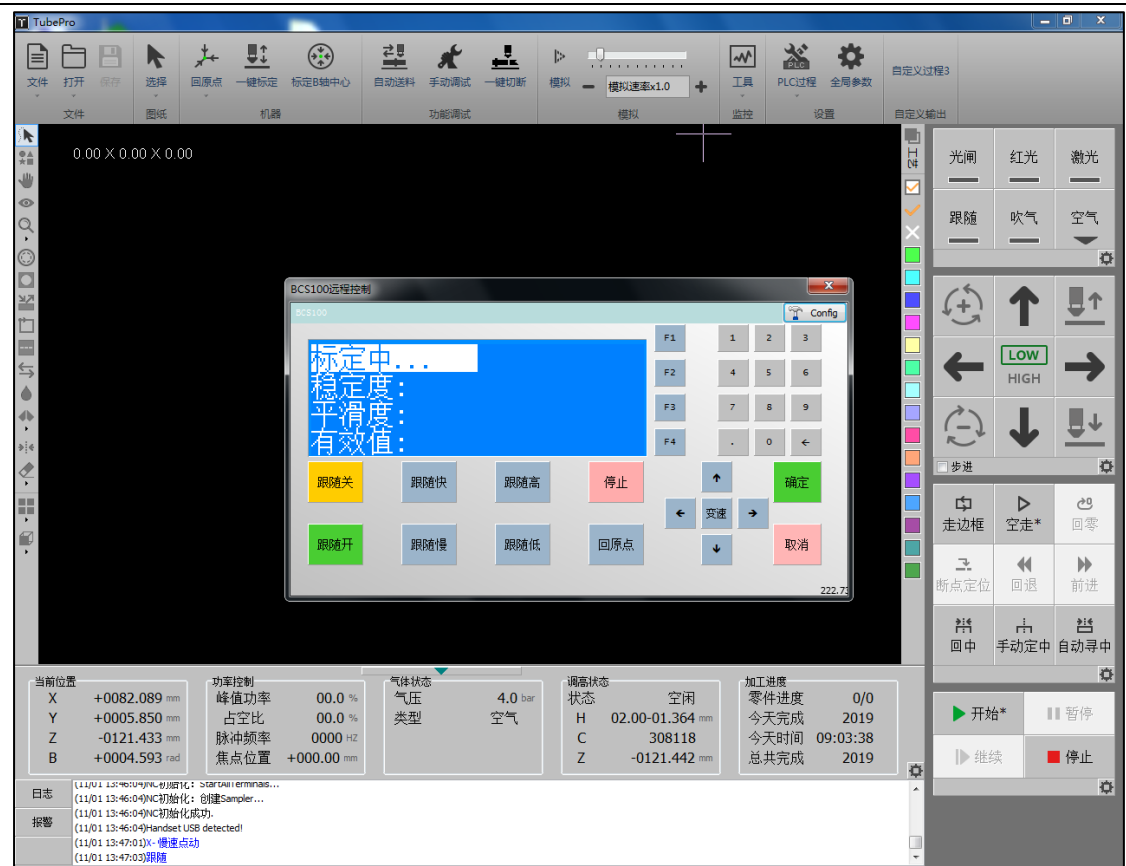 TubePro
文件 打开 保存 选择 回原点 一键标定 标定B轴中心 自动送料 手动调试 一键切断 模拟 模拟速率x1.0 工具 PLC过程 全局参数 自定义过程3
文件 图纸 机器 功能调试 模拟 监控 设置 自定义输出
0.00 X 0.00 X 0.00
光闸 红光 激光
跟随 吹气 空气
LOW
HIGH
步进
走边框 空走* 回零
断点定位 回退 前进
回中 手动定中 自动寻中
开始* 暂停
继续 停止
BCS100远程控制
BCS100
Config
标定中...
稳定度:
平滑度:
有效值:
F1 1 2 3
F2 4 5 6
F3 7 8 9
F4 . 0 ←
跟随关 跟随快 跟随高 停止 ↑ 确定
← 变速 →
跟随开 跟随慢 跟随低 回原点 ↓ 取消
222.73
当前位置
X +0082.089 mm
Y +0005.850 mm
Z -0121.433 mm
B +0004.593 rad
功率控制
峰值功率 00.0 %
占空比 00.0 %
脉冲频率 0000 HZ
焦点位置 +000.00 mm
气体状态
气压 4.0 bar
类型 空气
调高状态
状态 空闲
H 02.00-01.364 mm
C 308118
Z -0121.442 mm
加工进度
零件进度 0/0
今天完成 2019
今天时间 09:03:38
总共完成 2019
日志
报警
(11/01 13:46:04)NC初始化: StartAllTerminals...
(11/01 13:46:04)NC初始化: 创建Sampler...
(11/01 13:46:04)NC初始化成功.
(11/01 13:46:04)Handset USB detected!
(11/01 13:47:01)X- 慢速点动
(11/01 13:47:03)跟随